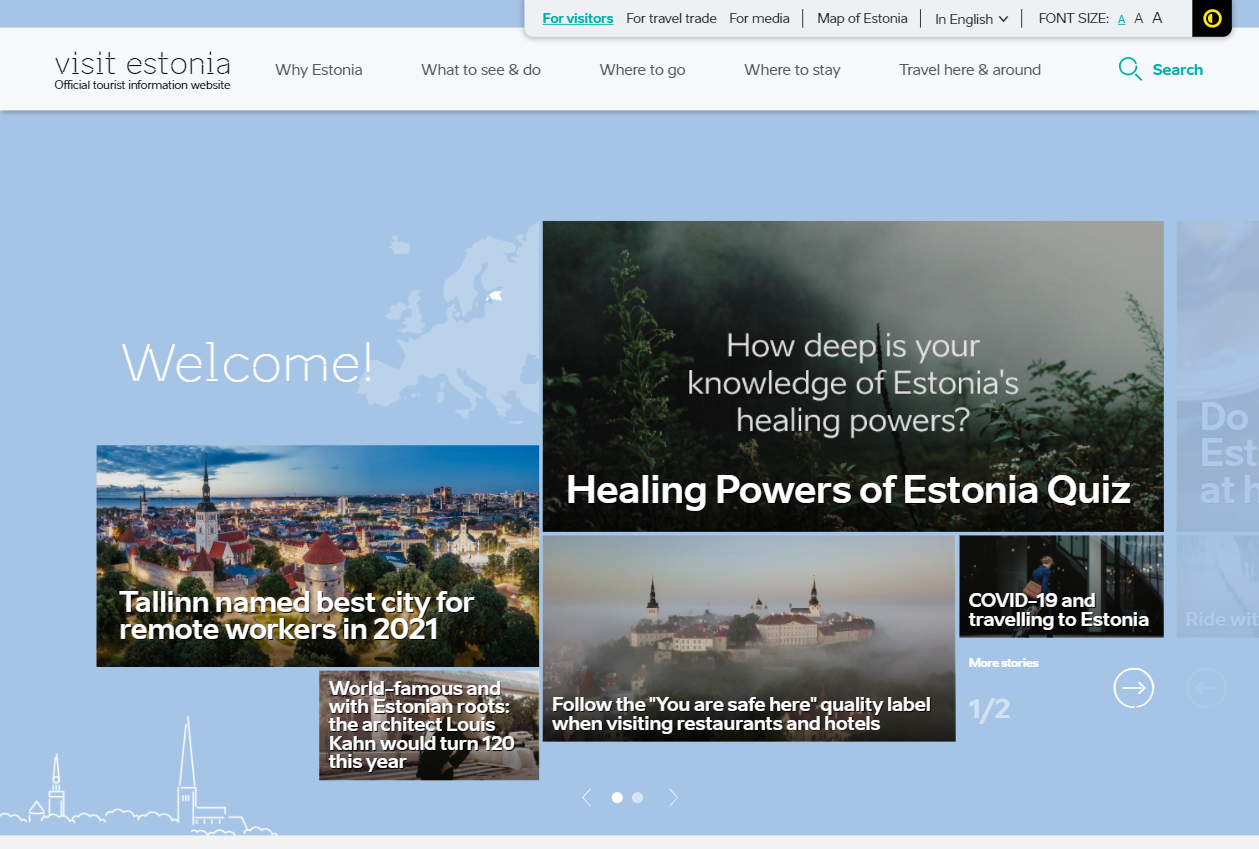 For visitors For travel trade For media Map of Estonia In English FONT SIZE: A A A
visit estonia
Official tourist information website
Why Estonia What to see & do Where to go Where to stay Travel here & around Search
Welcome!
How deep is your
knowledge of Estonia's
healing powers?
Healing Powers of Estonia Quiz
Do
Est
at h
Tallinn named best city for
remote workers in 2021
World-famous and
with Estonian roots:
the architect Louis
Kahn would turn 120
this year
Follow the "You are safe here" quality label
when visiting restaurants and hotels
COVID-19 and
travelling to Estonia
Ride wit
More stories
1/2